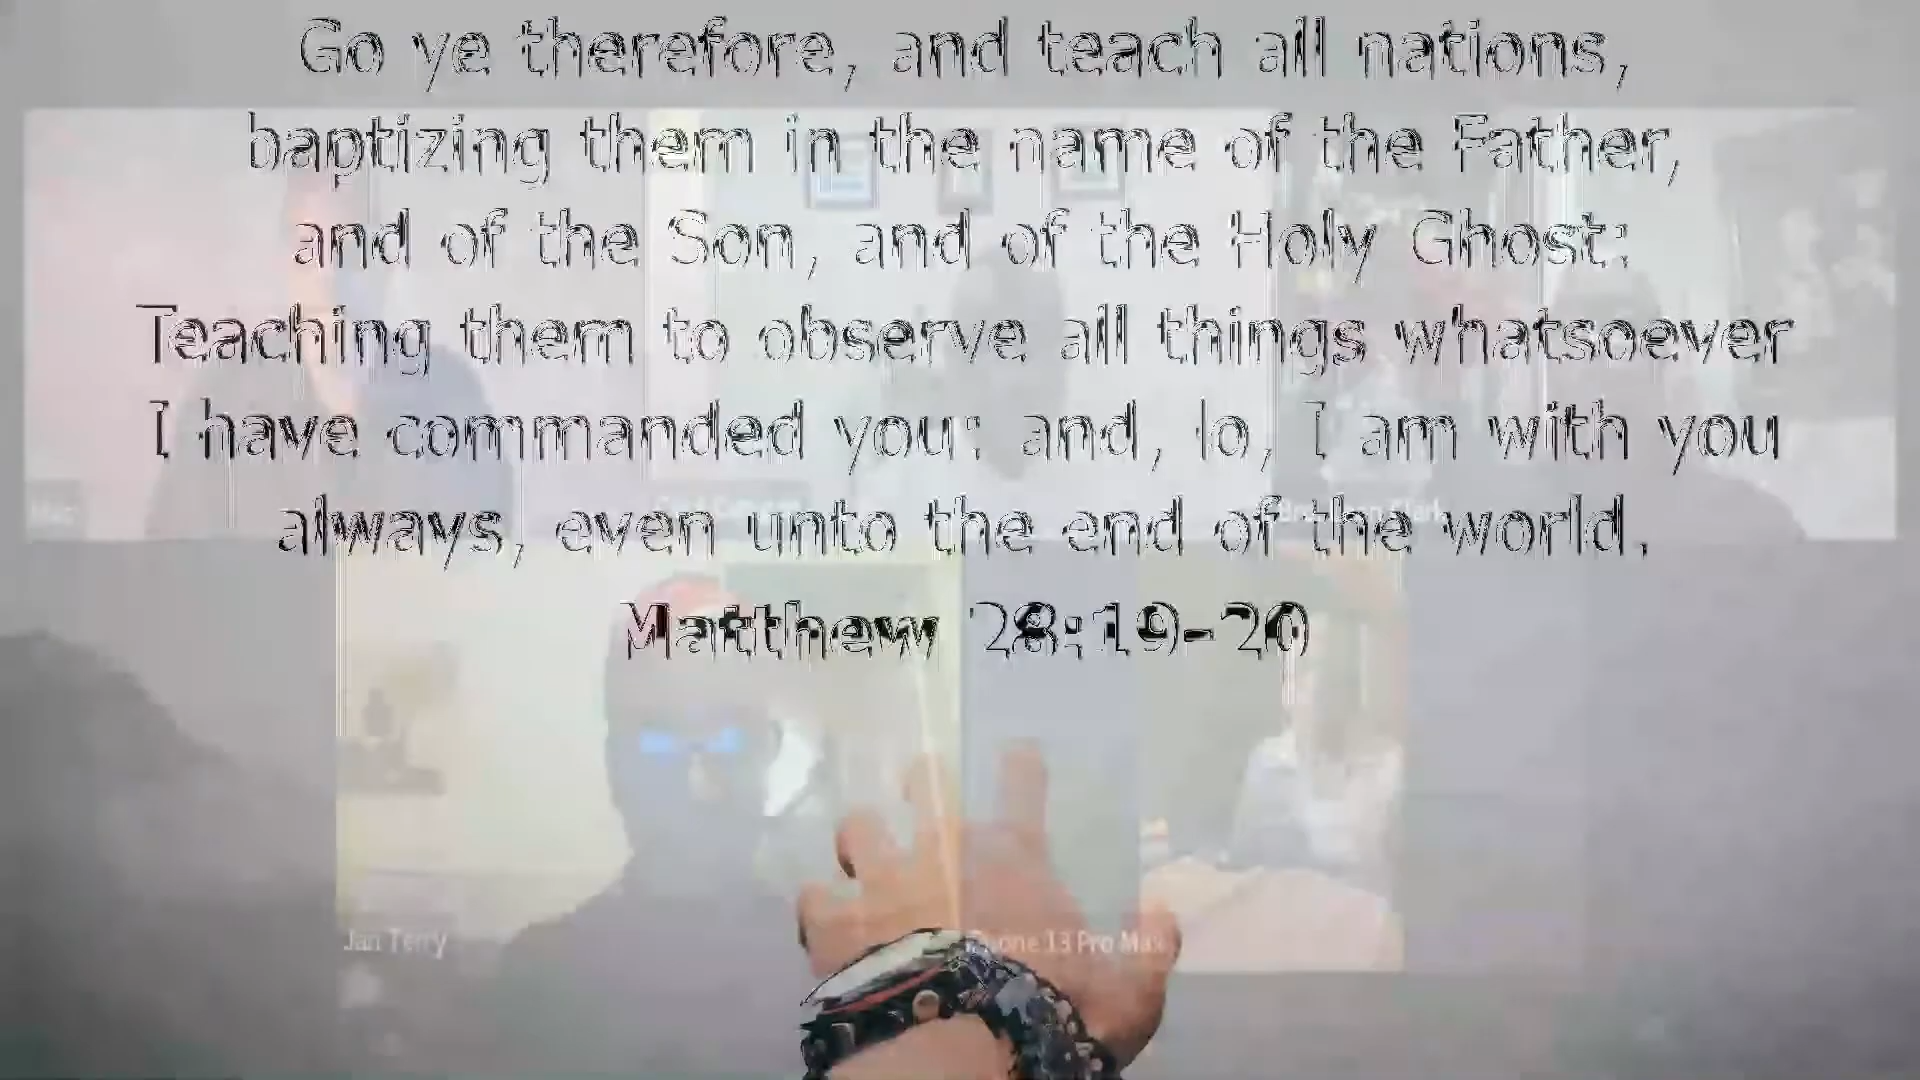 Go ye therefore, and teach all nations,
baptizing them in the name of the Father,
and of the Son, and of the Holy Ghost:
Teaching them to observe all things whatsoever
I have commanded you: and, lo, I am with you
always, even unto the end of the world.
Matthew 28:19-20
Mac
Clark
Jan Terry
iPhone 13 Pro Max